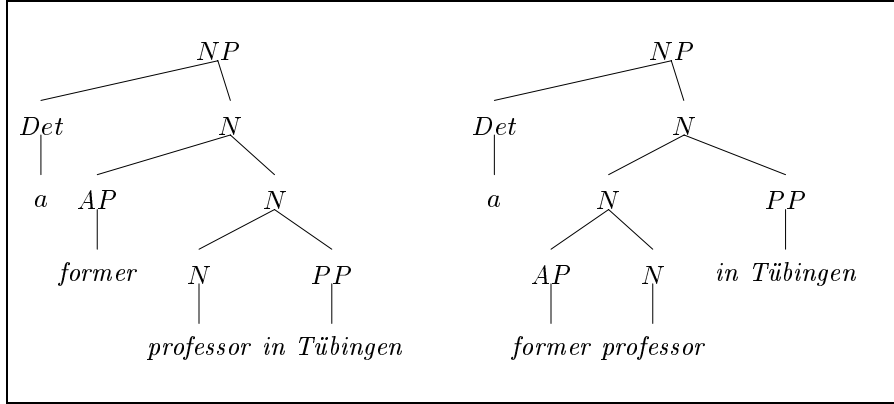 NP NP
Det N Det N
a AP N a N PP
former N PP AP N in Tübingen
professor in Tübingen former professor